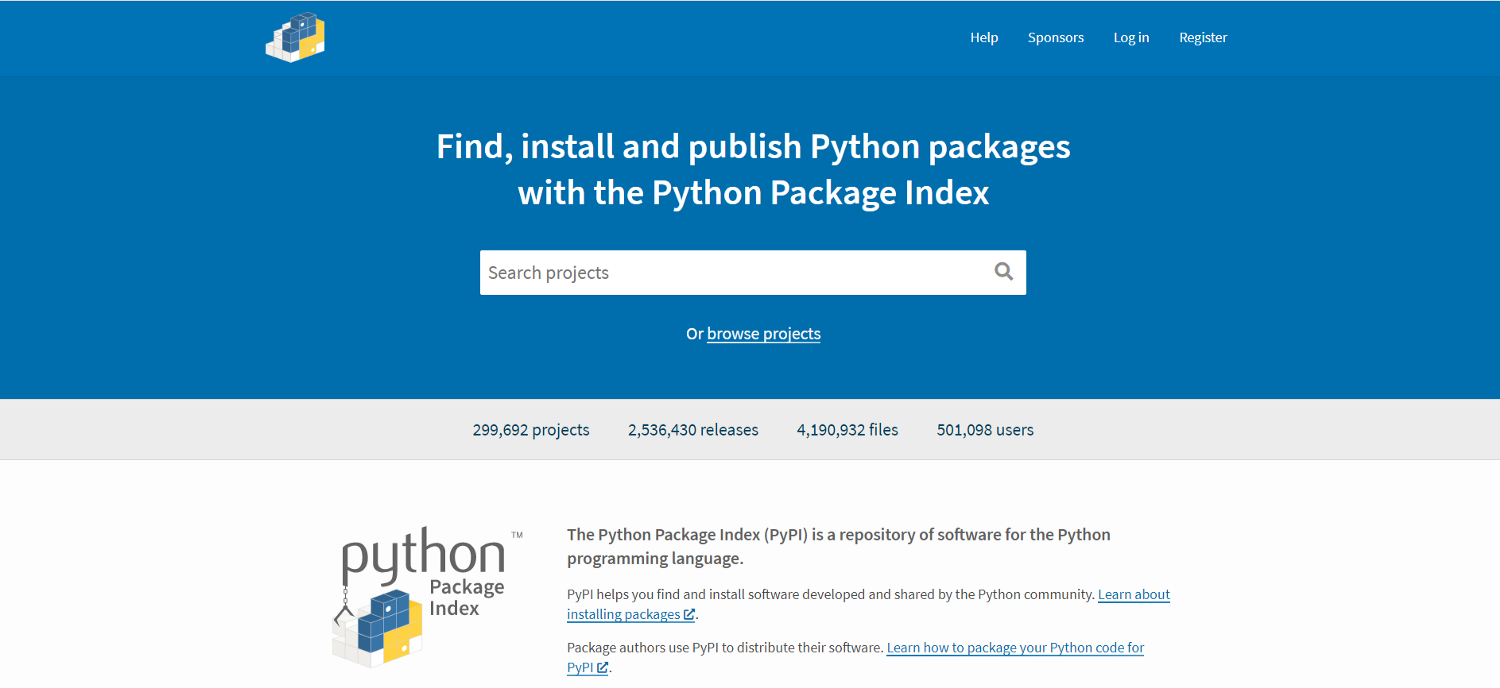 Help Sponsors Log in Register
Find, install and publish Python packages
with the Python Package Index
Search projects
Or browse projects
299,692 projects 2,536,430 releases 4,190,932 files 501,098 users
python™
Package
Index
The Python Package Index (PyPI) is a repository of software for the Python
programming language.
PyPI helps you find and install software developed and shared by the Python community. Learn about
installing packages.
Package authors use PyPI to distribute their software. Learn how to package your Python code for
PyPI.